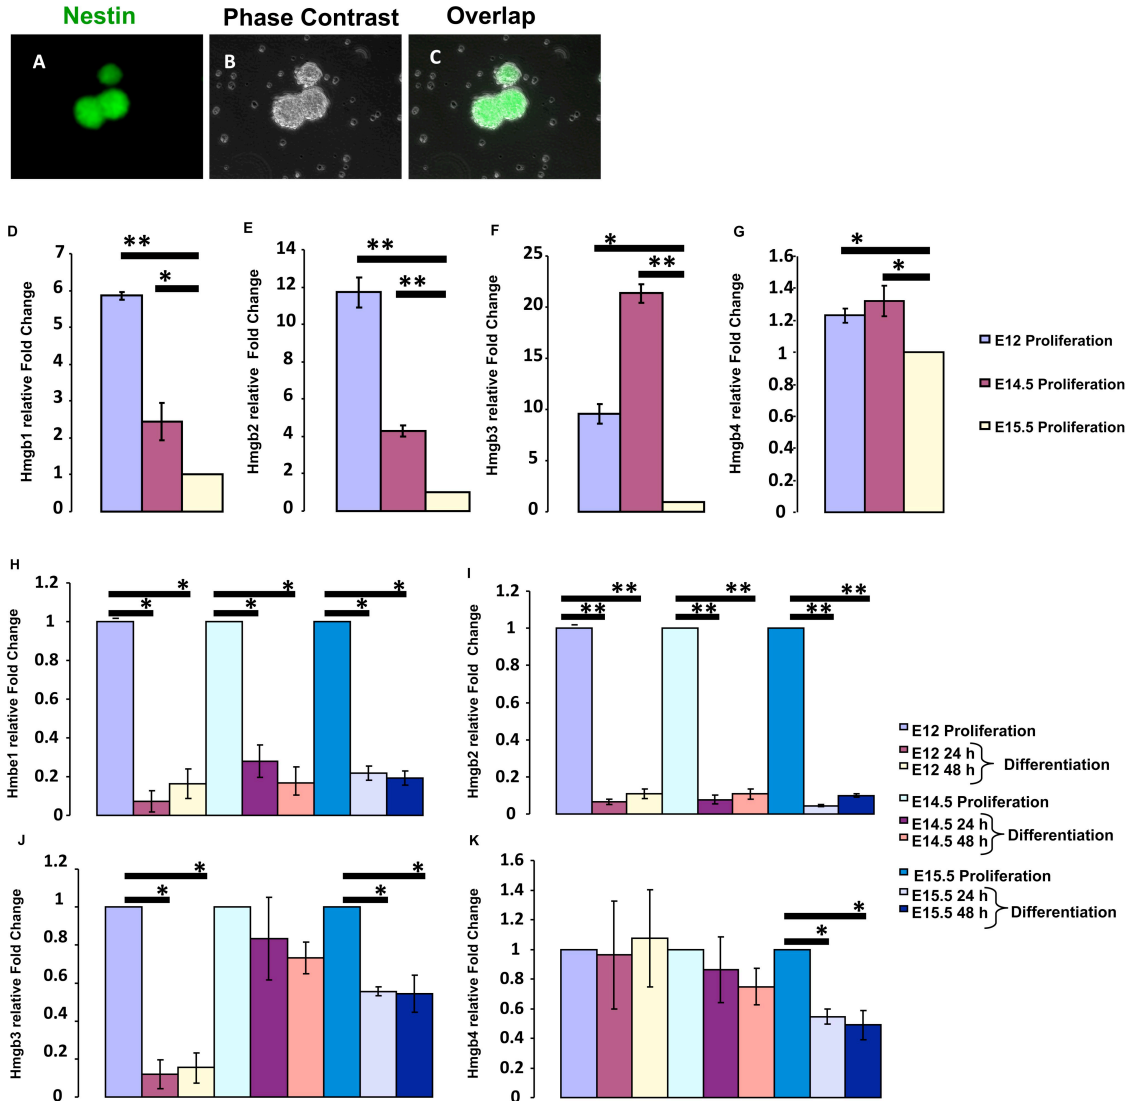 Nestin
Phase Contrast
Overlap
A
B
C
D
Hmgb1 relative Fold Change
7
6
5
4
3
2
1
0
**
*
E
Hmgb2 relative Fold Change
14
12
10
8
6
4
2
0
**
**
F
Hmgb3 relative Fold Change
25
20
15
10
5
0
*
**
G
Hmgb4 relative Fold Change
1.6
1.4
1.2
1
0.8
0.6
0.4
0.2
0
*
*
E12 Proliferation
E14.5 Proliferation
E15.5 Proliferation
H
Hmbe1 relative Fold Change
1.2
1
0.8
0.6
0.4
0.2
0
*
*
*
*
*
*
I
Hmgb2 relative Fold Change
1.2
1
0.8
0.6
0.4
0.2
0
**
**
**
**
**
**
E12 Proliferation
E12 24 h
E12 48 h
Differentiation
E14.5 Proliferation
E14.5 24 h
E14.5 48 h
Differentiation
E15.5 Proliferation
E15.5 24 h
E15.5 48 h
Differentiation
J
Hmgb3 relative Fold Change
1.2
1
0.8
0.6
0.4
0.2
0
*
*
*
*
K
Hmgb4 relative Fold Change
1.6
1.4
1.2
1
0.8
0.6
0.4
0.2
0
*
*